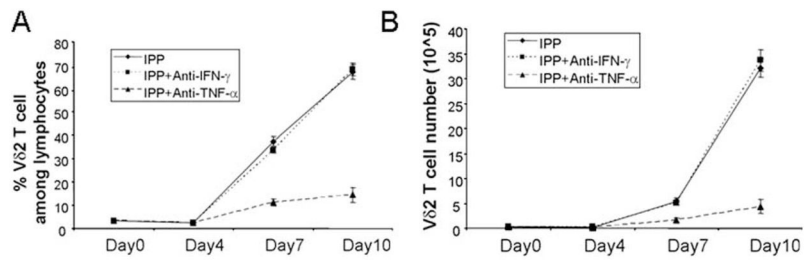 A
% Vδ2 T cell
among lymphocytes
80
70
60
50
40
30
20
10
0
IPP
IPP+Anti-IFN-γ
IPP+Anti-TNF-α
Day0 Day4 Day7 Day10
B
Vδ2 T cell number (10^5)
40
35
30
25
20
15
10
5
0
IPP
IPP+Anti-IFN-γ
IPP+Anti-TNF-α
Day0 Day4 Day7 Day10